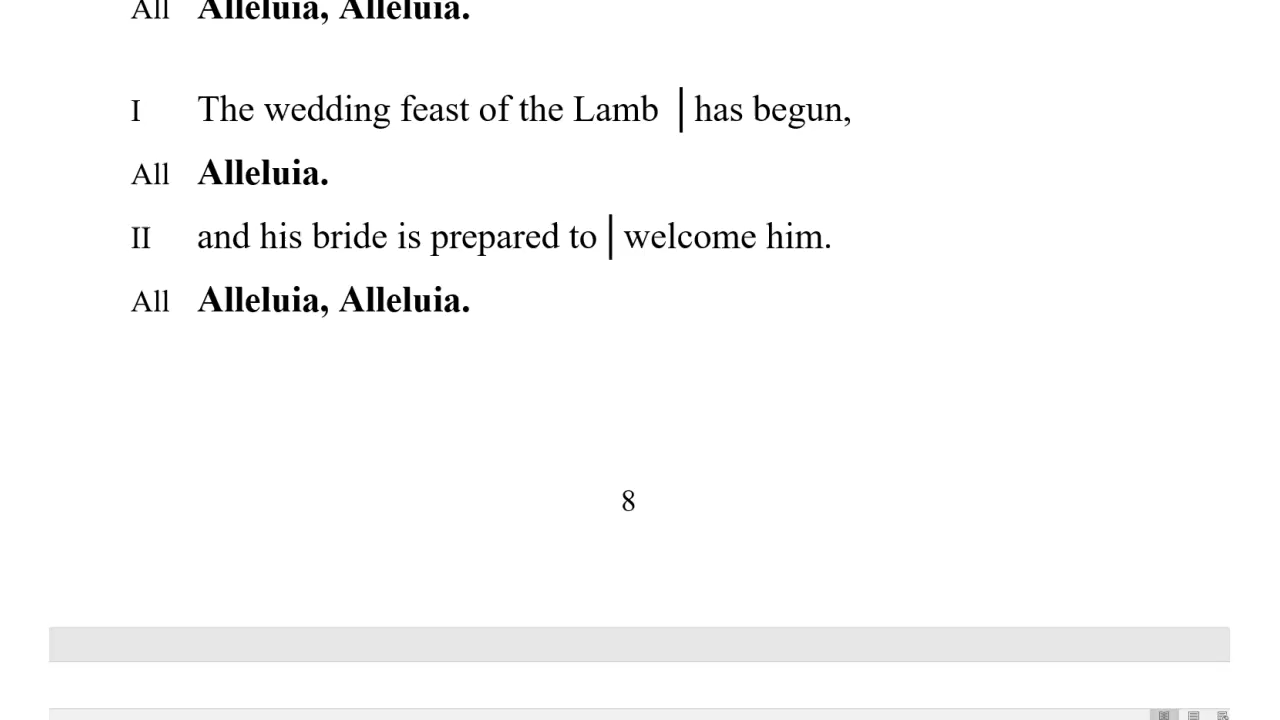 All Alleluia, Alleluia.
I The wedding feast of the Lamb | has begun,
All Alleluia.
II and his bride is prepared to | welcome him.
All Alleluia, Alleluia.
8